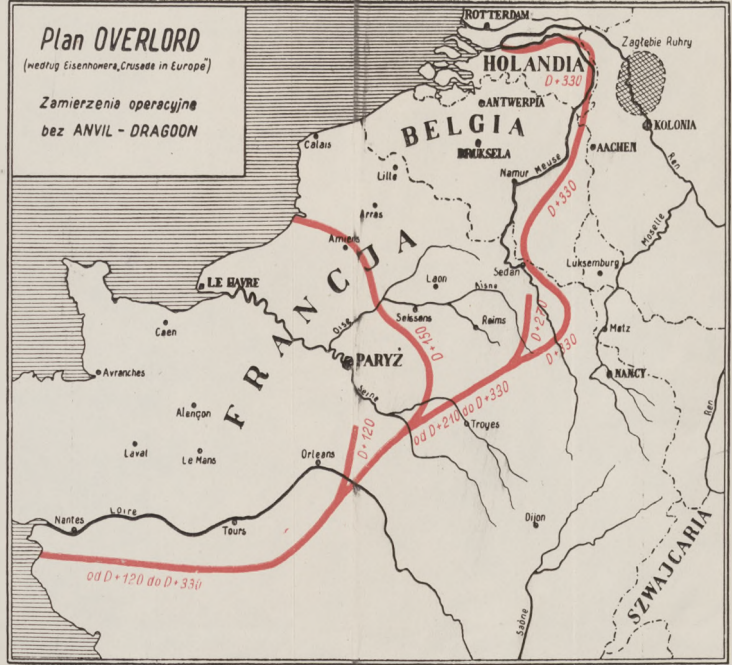 Plan OVERLORD
(według Eisenhowera „Crusade in Europe")
Zamierzenia operacyjne
bez ANVIL - DRAGOON
ROTTERDAM
Zagłębie Ruhry
HOLANDIA
D+330
ANTWERPIA
KOLONIA
BELGIA
Calais
BRUKSELA
AACHEN
Ren
Lille
Namur
Meuse
D+330
Arras
Moselle
Amiens
FRANCJA
Sedan
Luksemburg
LE HAVRE
Laon
Aisne
Oise
Soissons
Reims
D+270
Caen
D+150
Metz
D+330
PARYŻ
Avranches
NANCY
Seine
Alençon
od D+210 do D+330
Ren
Troyes
D+120
Laval
Le Mans
Orleans
Loire
Nantes
Tours
Dijon
od D+120 do D+330
SZWAJCARIA
Saône